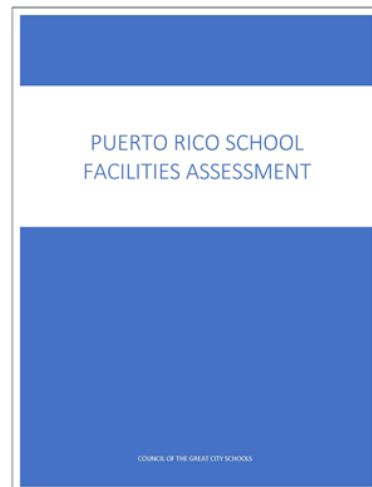 PUERTO RICO SCHOOL
FACILITIES ASSESSMENT
COUNCIL OF THE GREAT CITY SCHOOLS